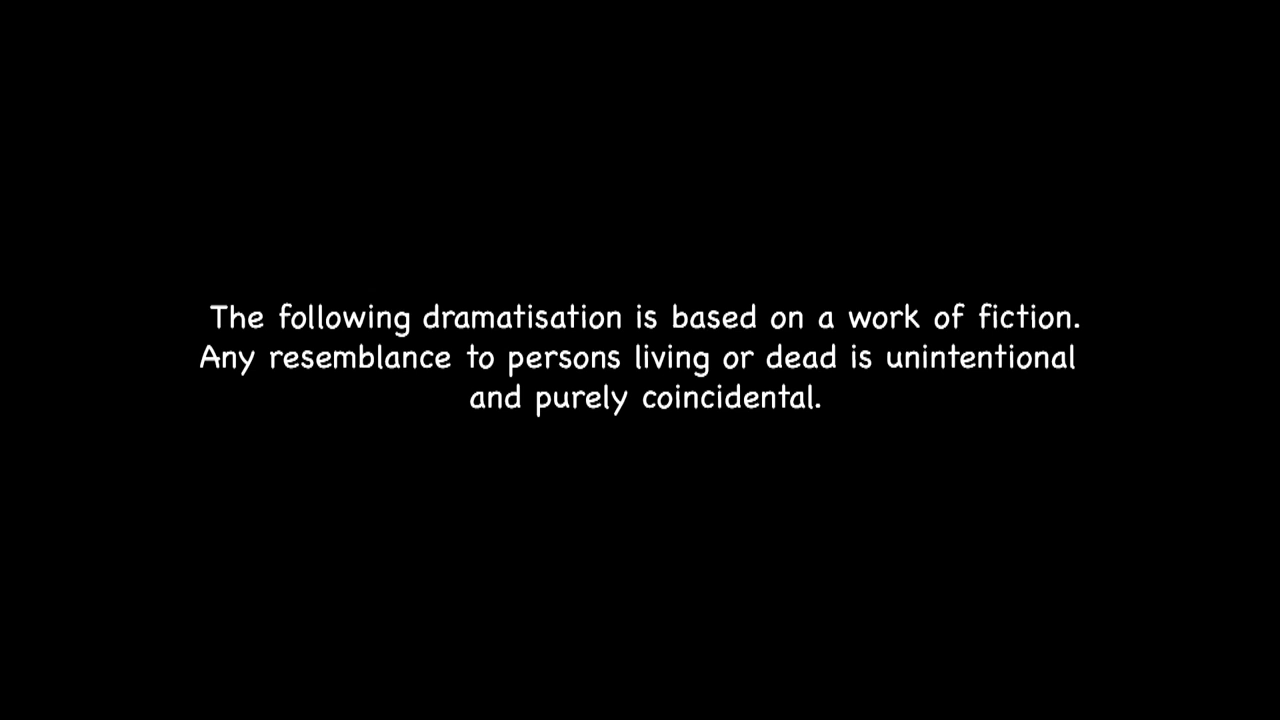 The following dramatisation is based on a work of fiction.
Any resemblance to persons living or dead is unintentional
and purely coincidental.